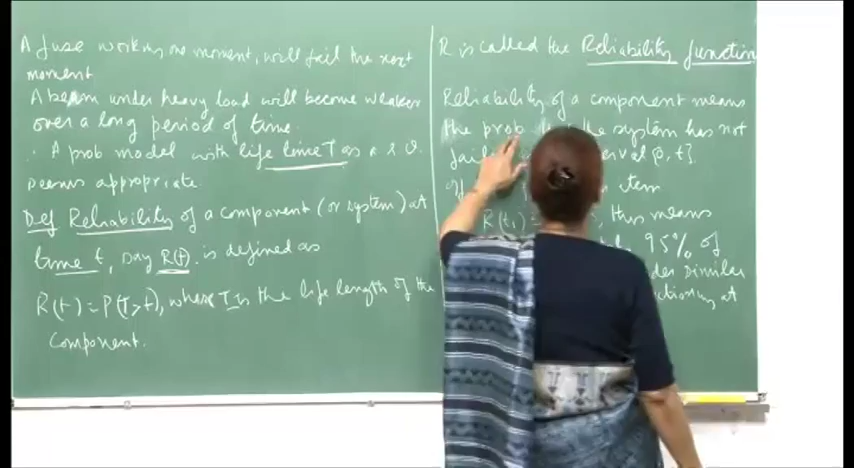 A fuse working one moment, will fail the next
moment
A beam under heavy load will become weaker
over a long period of time.
. A prob model with life time T as a r.v.
seems appropriate.
Def Reliability of a component (or system) at
time t, say R(t) is defined as
R(t) = P(T>t), where T is the life length of the
component.
R is called the Reliability function
Reliability of a component means
the prob the system has not
[0, t].
R(t, this means
95% of
similar
at